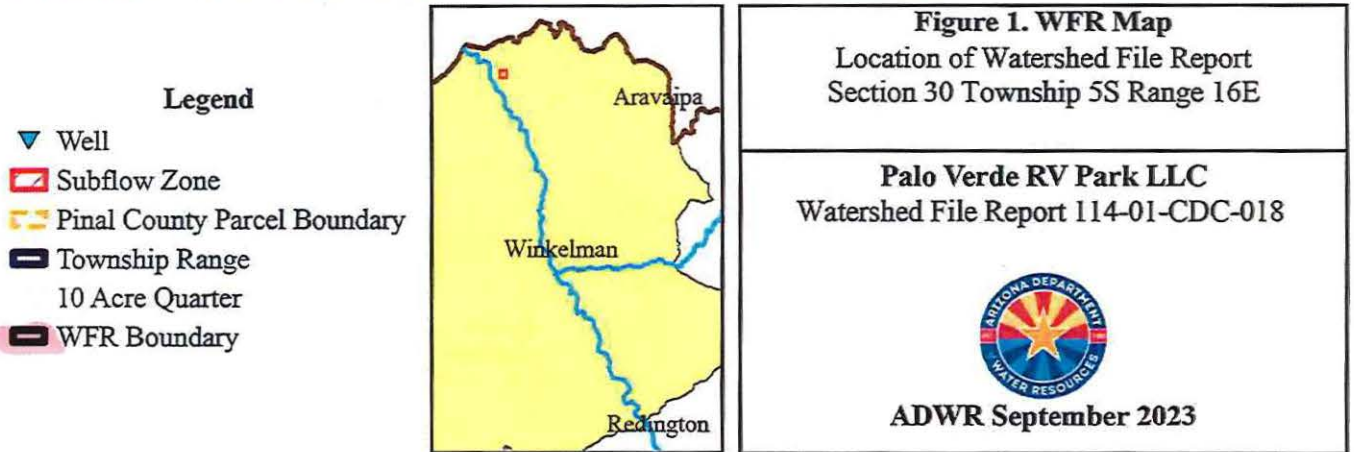 Legend
Well
Subflow Zone
Pinal County Parcel Boundary
Township Range
10 Acre Quarter
WFR Boundary
Aravaipa
Winkelman
Redington
Figure 1. WFR Map
Location of Watershed File Report
Section 30 Township 5S Range 16E
Palo Verde RV Park LLC
Watershed File Report 114-01-CDC-018
ARIZONA DEPARTMENT
WATER RESOURCES
ADWR September 2023